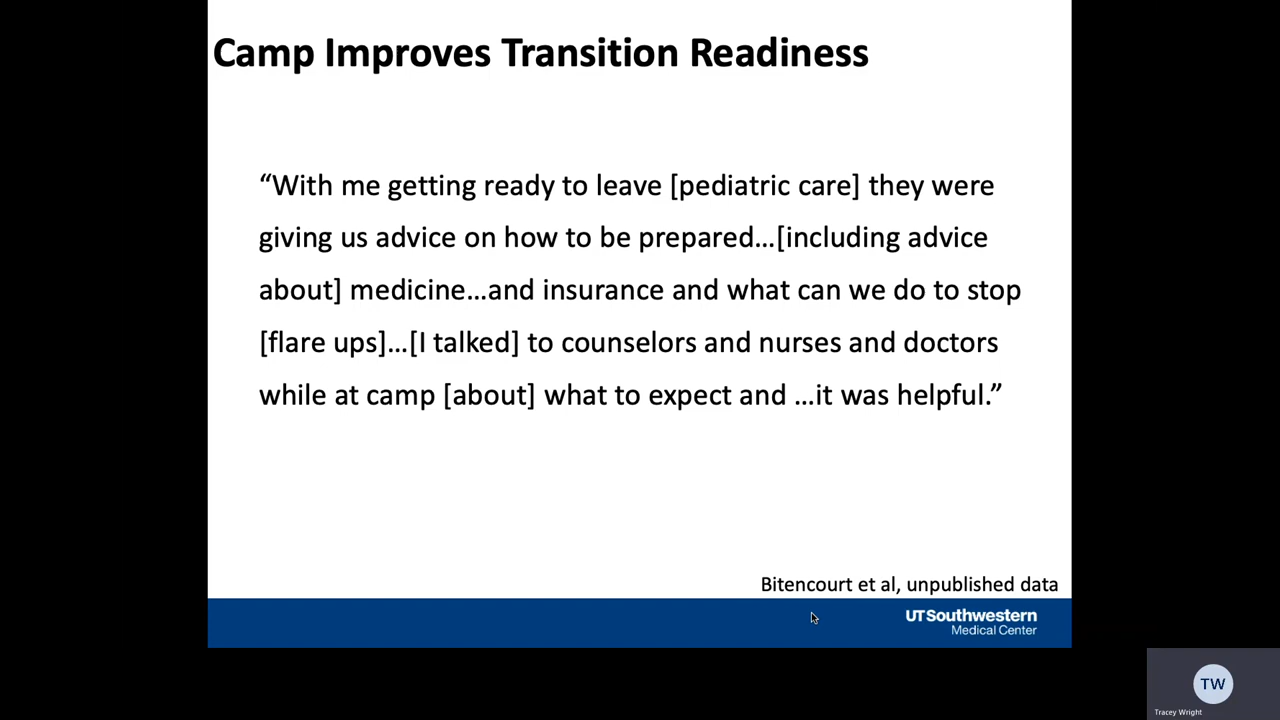 Camp Improves Transition Readiness
“With me getting ready to leave [pediatric care] they were
giving us advice on how to be prepared…[including advice
about] medicine…and insurance and what can we do to stop
[flare ups]…[I talked] to counselors and nurses and doctors
while at camp [about] what to expect and …it was helpful.”
Bitencourt et al, unpublished data
UTSouthwestern
Medical Center
TW
Tracey Wright